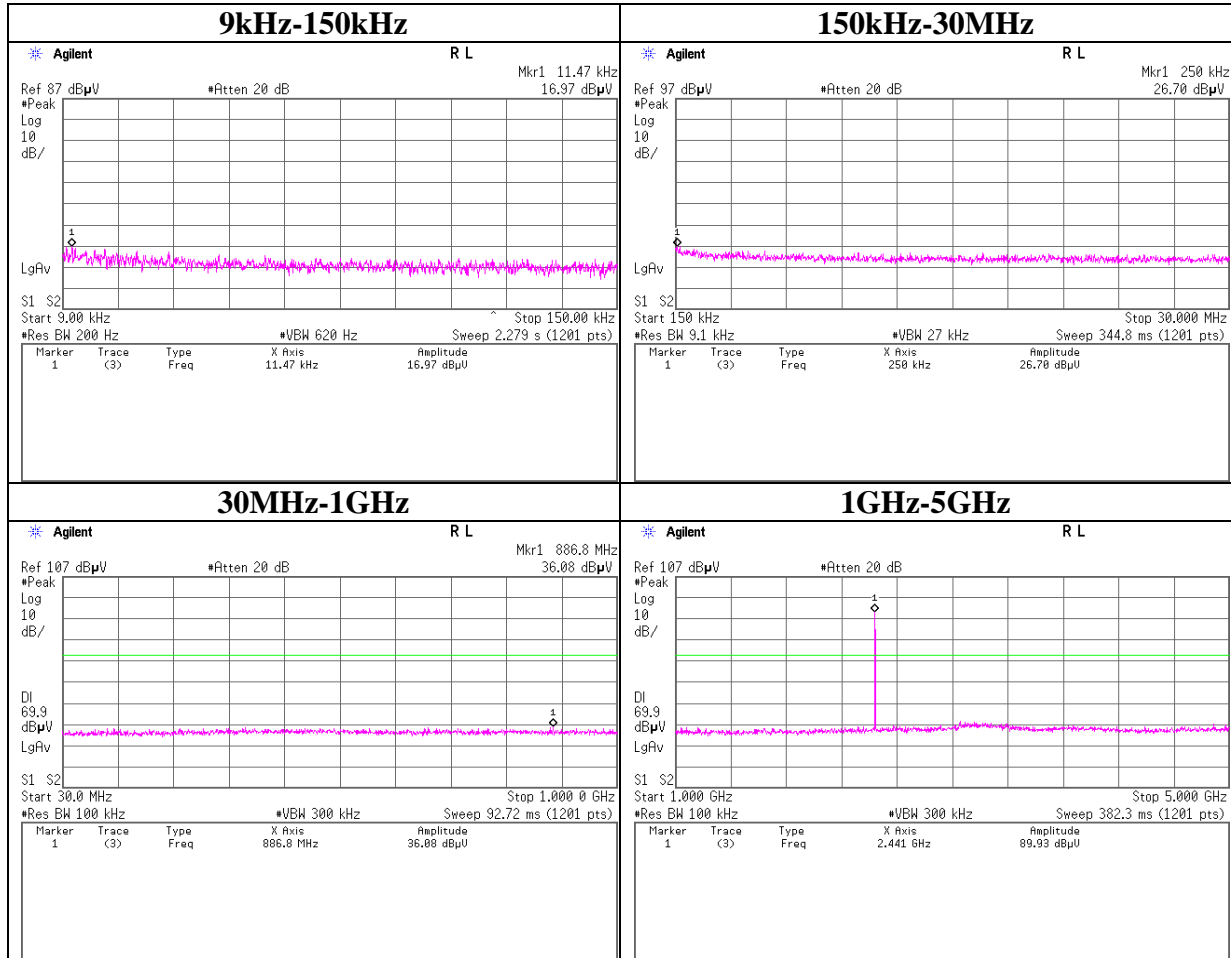 9kHz-150kHz
Agilent R L
Mkr1 11.47 kHz
Ref 87 dBµV #Atten 20 dB 16.97 dBµV
#Peak
Log
10
dB/
1
LgAv
S1 S2
Start 9.00 kHz ^ Stop 150.00 kHz
#Res BW 200 Hz #VBW 620 Hz Sweep 2.279 s (1201 pts)
Marker Trace Type X Axis Amplitude
1 (3) Freq 11.47 kHz 16.97 dBµV
150kHz-30MHz
Agilent R L
Mkr1 250 kHz
Ref 97 dBµV #Atten 20 dB 26.70 dBµV
#Peak
Log
10
dB/
1
LgAv
S1 S2
Start 150 kHz Stop 30.000 MHz
#Res BW 9.1 kHz #VBW 27 kHz Sweep 344.8 ms (1201 pts)
Marker Trace Type X Axis Amplitude
1 (3) Freq 250 kHz 26.70 dBµV
30MHz-1GHz
Agilent R L
Mkr1 886.8 MHz
Ref 107 dBµV #Atten 20 dB 36.08 dBµV
#Peak
Log
10
dB/
DI
69.9
dBµV
1
LgAv
S1 S2
Start 30.0 MHz Stop 1.000 0 GHz
#Res BW 100 kHz #VBW 300 kHz Sweep 92.72 ms (1201 pts)
Marker Trace Type X Axis Amplitude
1 (3) Freq 886.8 MHz 36.08 dBµV
1GHz-5GHz
Agilent R L
Ref 107 dBµV #Atten 20 dB
#Peak
Log
10
dB/
1
DI
69.9
dBµV
LgAv
S1 S2
Start 1.000 GHz Stop 5.000 GHz
#Res BW 100 kHz #VBW 300 kHz Sweep 382.3 ms (1201 pts)
Marker Trace Type X Axis Amplitude
1 (3) Freq 2.441 GHz 89.93 dBµV